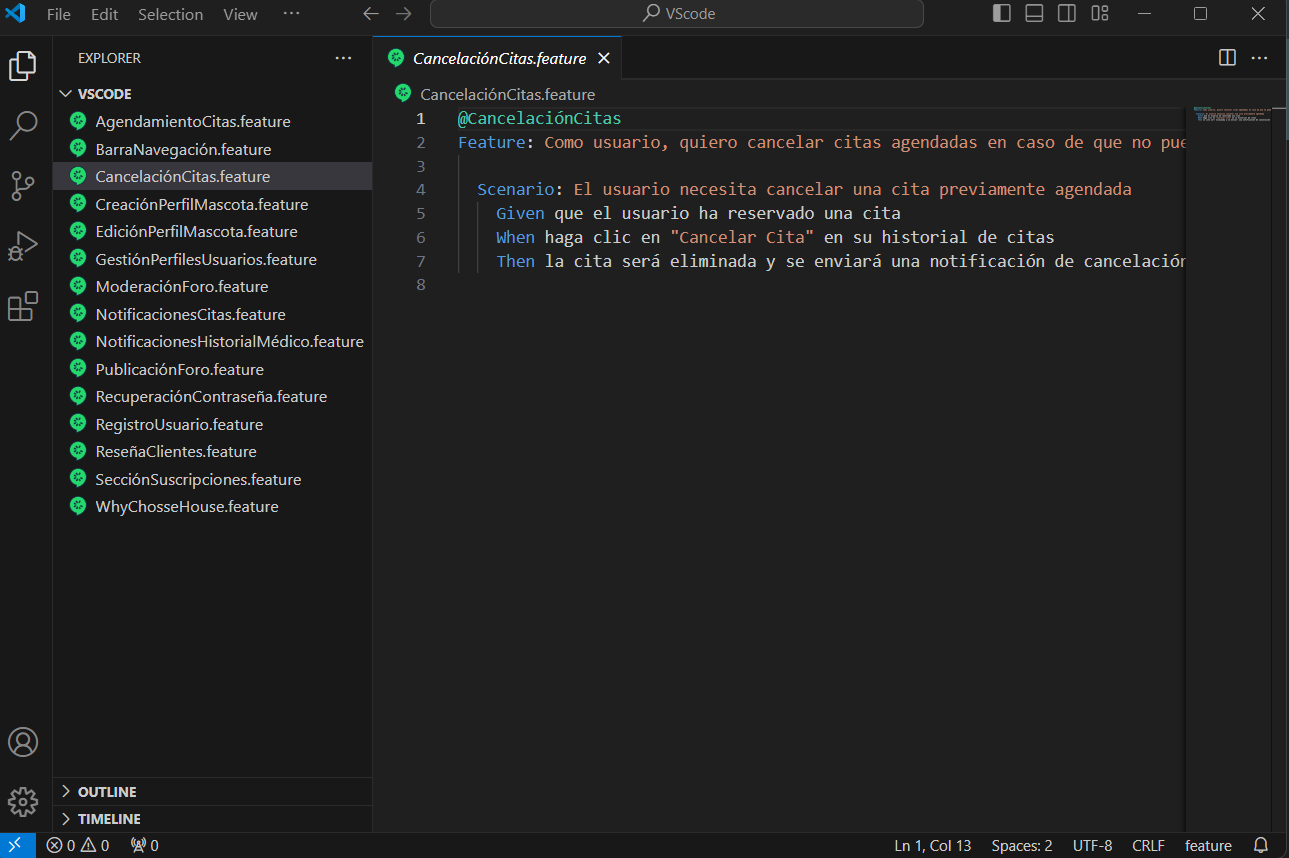 File Edit Selection View ··· VScode
EXPLORER ···
VSCODE
AgendamientoCitas.feature
BarraNavegación.feature
CancelaciónCitas.feature
CreaciónPerfilMascota.feature
EdiciónPerfilMascota.feature
GestiónPerfilesUsuarios.feature
ModeraciónForo.feature
NotificacionesCitas.feature
NotificacionesHistorialMédico.feature
PublicaciónForo.feature
RecuperaciónContraseña.feature
RegistroUsuario.feature
ReseñaClientes.feature
SecciónSuscripciones.feature
WhyChosseHouse.feature
OUTLINE
TIMELINE
CancelaciónCitas.feature
CancelaciónCitas.feature
1 @CancelaciónCitas
2 Feature: Como usuario, quiero cancelar citas agendadas en caso de que no pue
3
4 Scenario: El usuario necesita cancelar una cita previamente agendada
5 Given que el usuario ha reservado una cita
6 When haga clic en "Cancelar Cita" en su historial de citas
7 Then la cita será eliminada y se enviará una notificación de cancelación
8
0 0 0 Ln 1, Col 13 Spaces: 2 UTF-8 CRLF feature